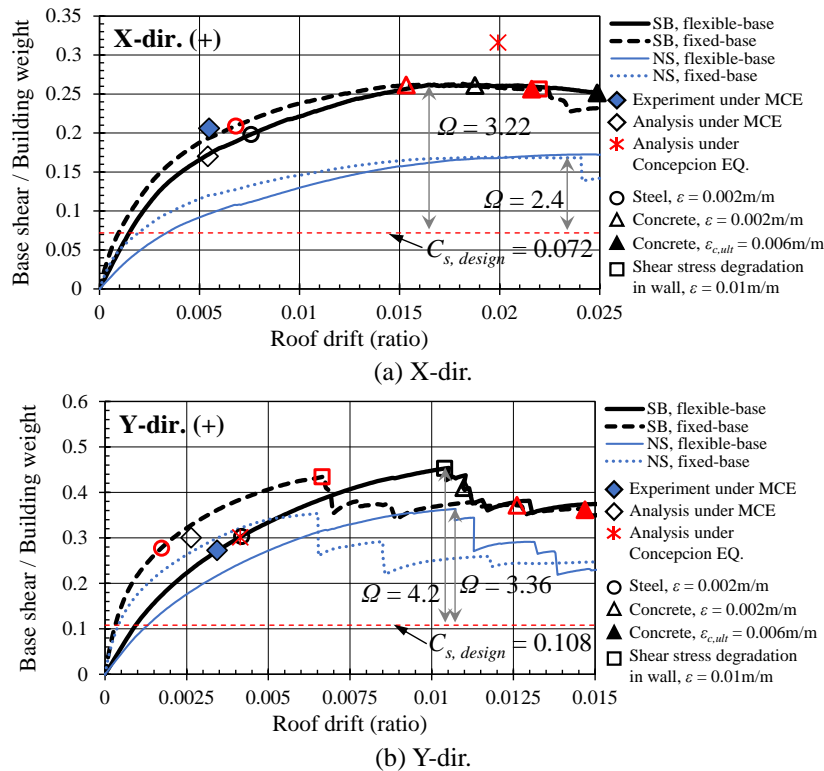 X-dir. (+)
Base shear / Building weight
0.35
0.3
0.25
0.2
0.15
0.1
0.05
0
0
0.005
0.01
0.015
0.02
0.025
Roof drift (ratio)
Ω = 3.22
Ω = 2.4
C_{s, design} = 0.072
SB, flexible-base
SB, fixed-base
NS, flexible-base
NS, fixed-base
Experiment under MCE
Analysis under MCE
Analysis under
Concepcion EQ.
Steel, ε = 0.002m/m
Concrete, ε = 0.002m/m
Concrete, ε_{c,ult} = 0.006m/m
Shear stress degradation
in wall, ε = 0.01m/m
(a) X-dir.
Y-dir. (+)
Base shear / Building weight
0.6
0.5
0.4
0.3
0.2
0.1
0
0
0.0025
0.005
0.0075
0.01
0.0125
0.015
Roof drift (ratio)
Ω = 4.2
Ω = 3.36
C_{s, design} = 0.108
SB, flexible-base
SB, fixed-base
NS, flexible-base
NS, fixed-base
Experiment under MCE
Analysis under MCE
Analysis under
Concepcion EQ.
Steel, ε = 0.002m/m
Concrete, ε = 0.002m/m
Concrete, ε_{c,ult} = 0.006m/m
Shear stress degradation
in wall, ε = 0.01m/m
(b) Y-dir.